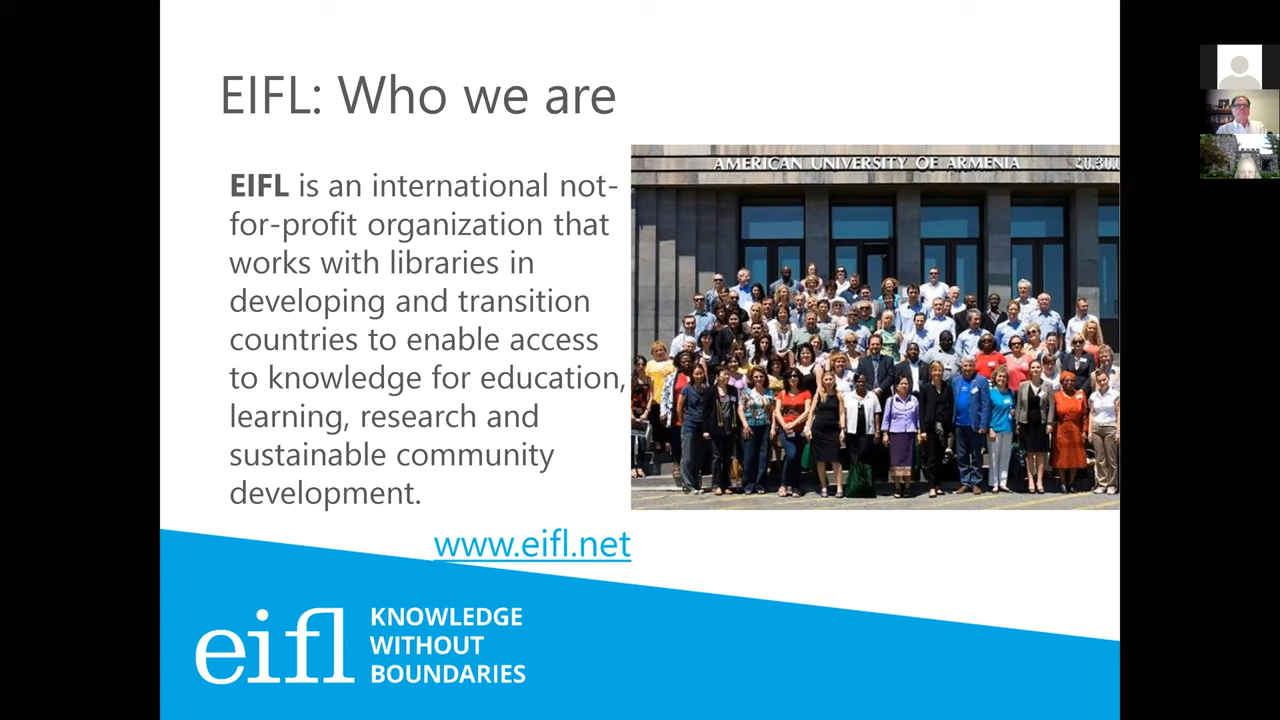 EIFL: Who we are
EIFL is an international not-
for-profit organization that
works with libraries in
developing and transition
countries to enable access
to knowledge for education,
learning, research and
sustainable community
development.
www.eifl.net
AMERICAN UNIVERSITY OF ARMENIA
eifl
KNOWLEDGE
WITHOUT
BOUNDARIES